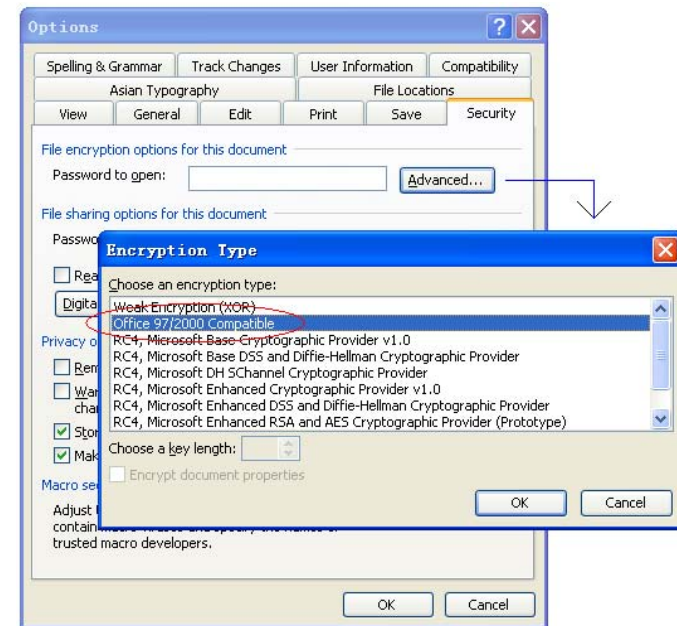 Options
Spelling & Grammar Track Changes User Information Compatibility
Asian Typography File Locations
View General Edit Print Save Security
File encryption options for this document
Password to open: Advanced...
File sharing options for this document
Encryption Type
Choose an encryption type:
Weak Encryption (XOR)
Office 97/2000 Compatible
RC4, Microsoft Base Cryptographic Provider v1.0
RC4, Microsoft Base DSS and Diffie-Hellman Cryptographic Provider
RC4, Microsoft DH SChannel Cryptographic Provider
RC4, Microsoft Enhanced Cryptographic Provider v1.0
RC4, Microsoft Enhanced DSS and Diffie-Hellman Cryptographic Provider
RC4, Microsoft Enhanced RSA and AES Cryptographic Provider (Prototype)
Choose a key length:
Encrypt document properties
OK Cancel
Privacy
Adjust
contain
trusted macro developers.
OK Cancel